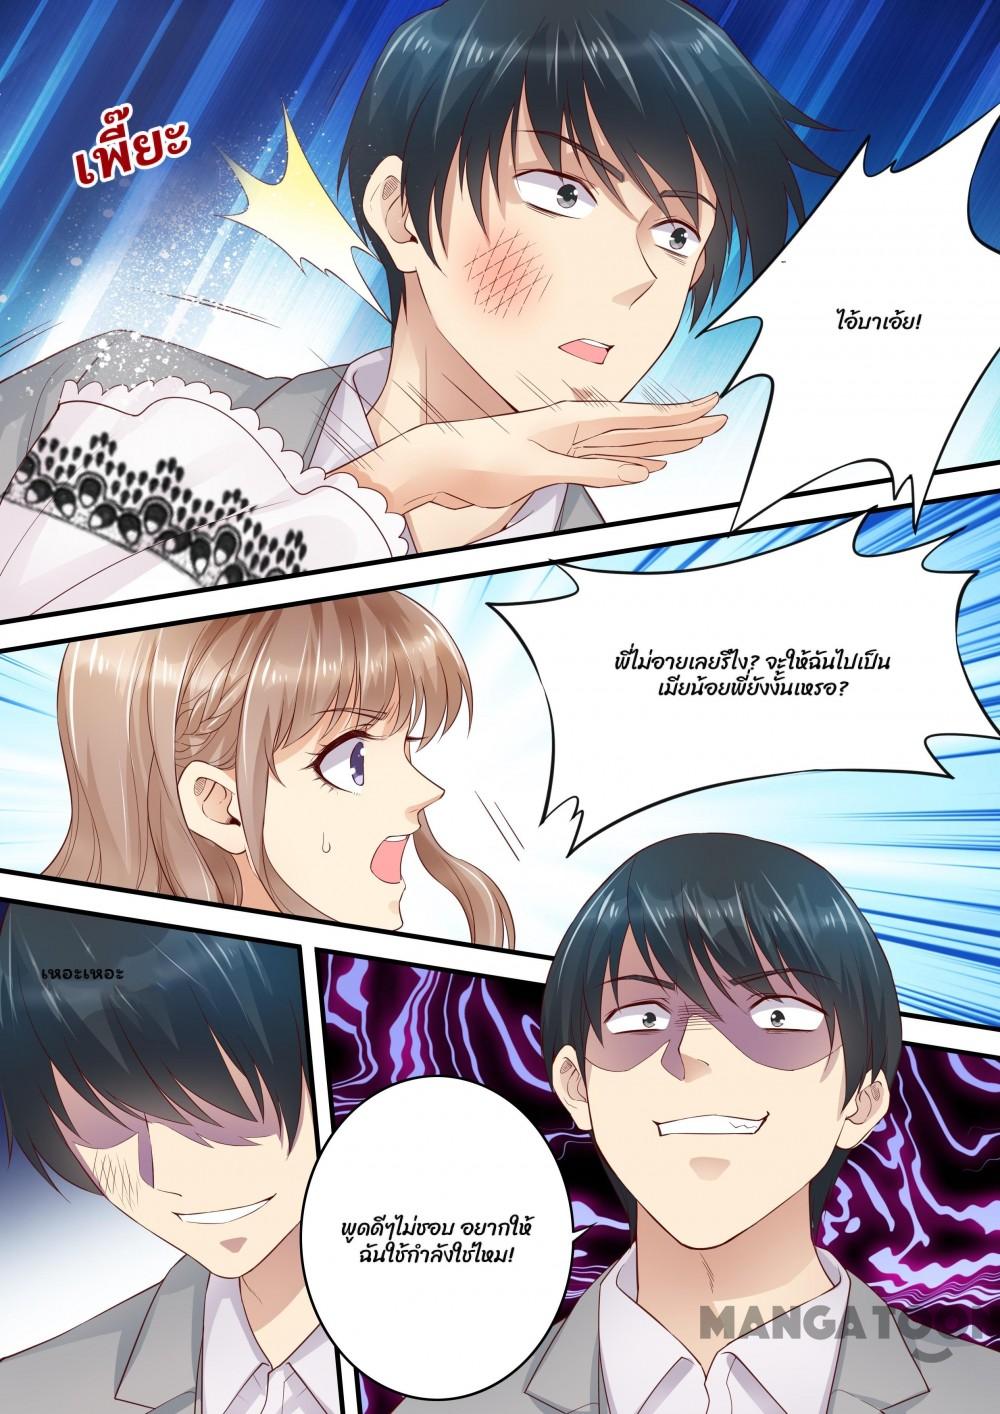 เพี๊ยะ
ไอ้บาเอ้ย!
พี่ไม่อายเลยรึไง? จะให้ฉันไปเป็น
เมียน้อยพี่ยังงั้นเหรอ?
เหอะเหอะ
พูดดีๆไม่ชอบ อยากให้
ฉันใช้กำลังใช่ไหม!
MANGATOON